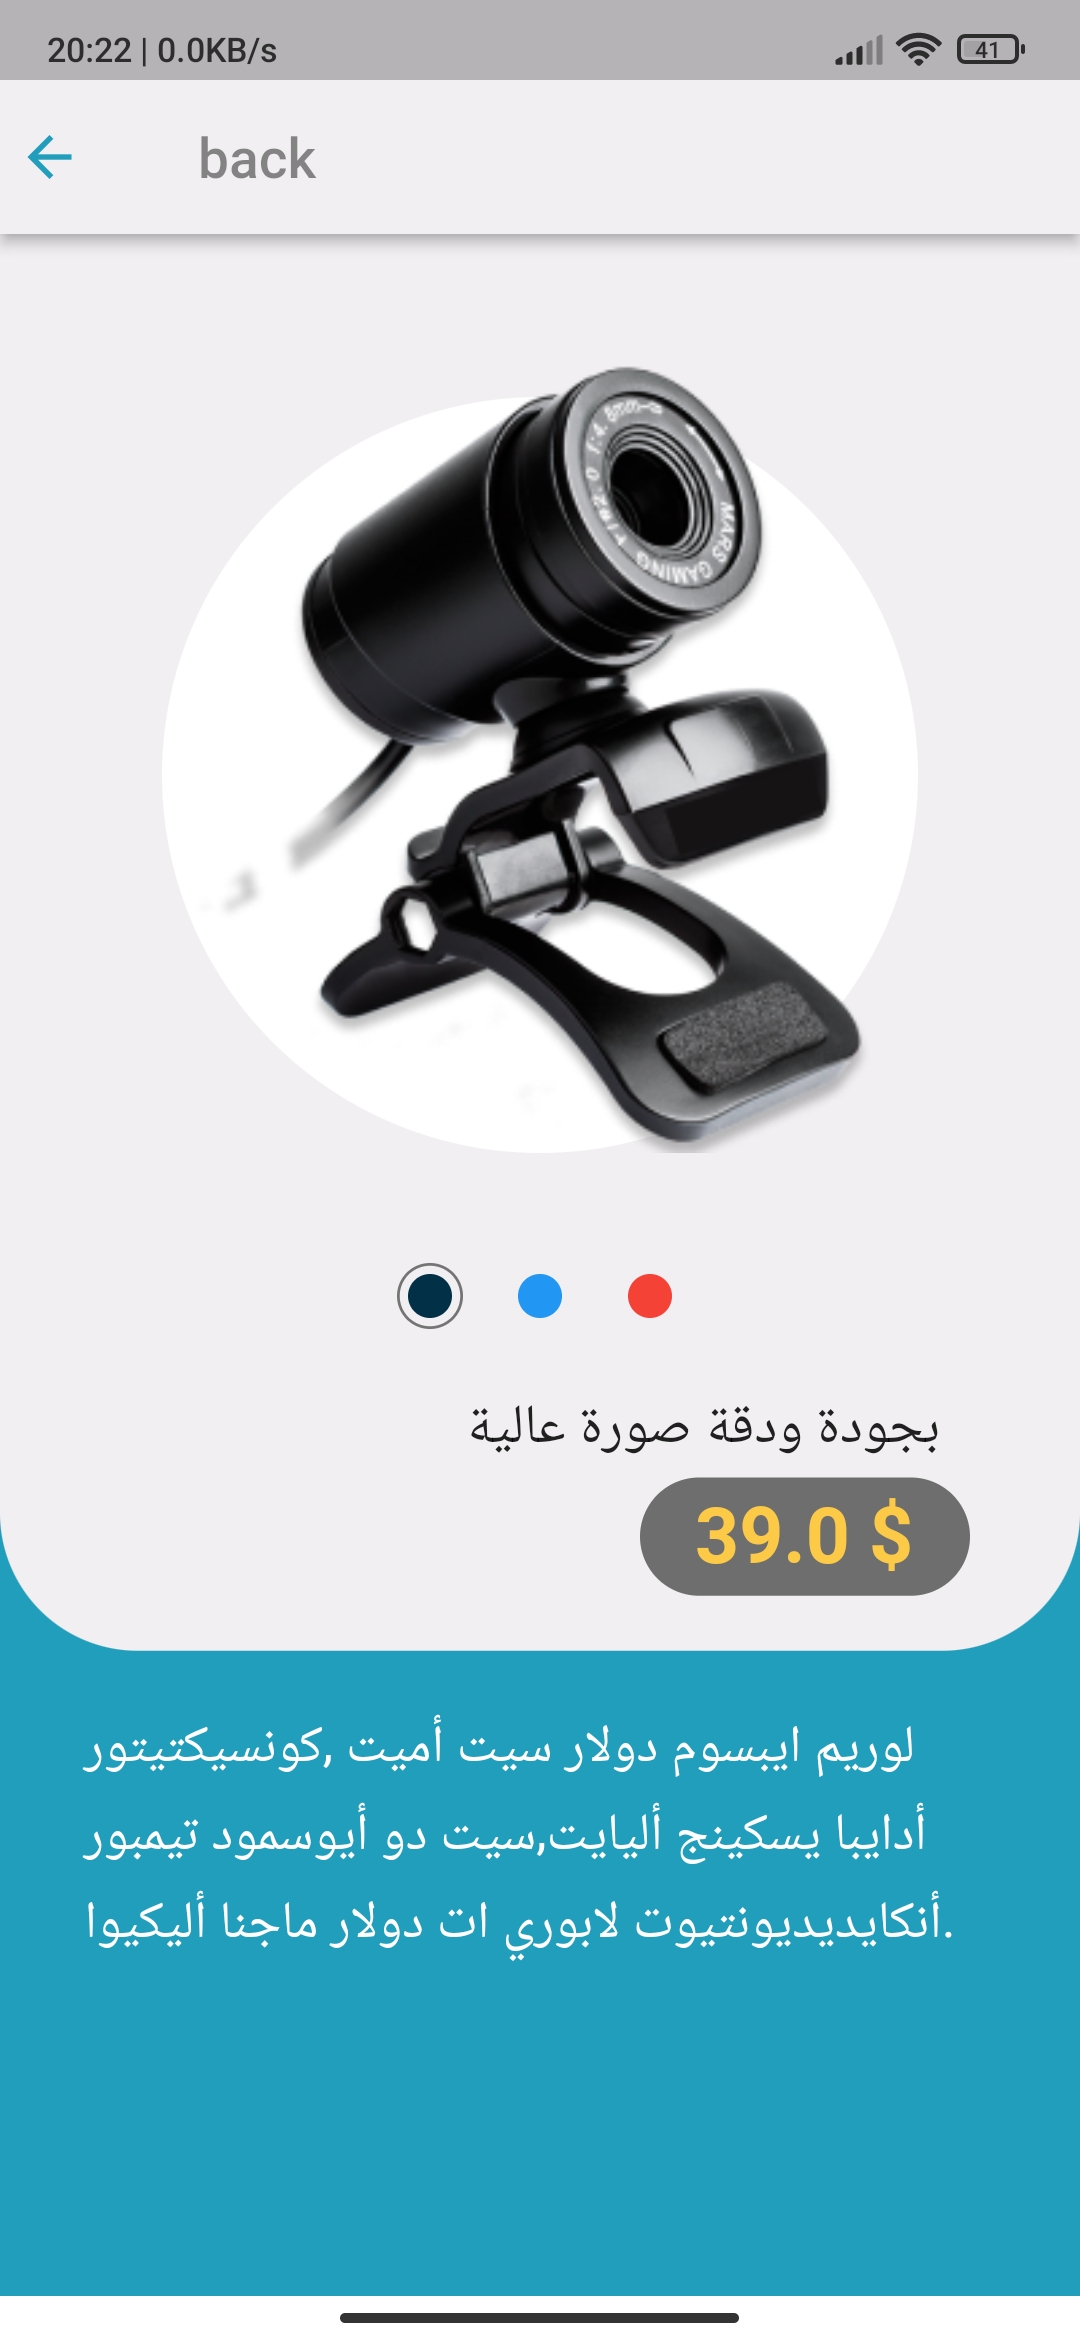 20:22 | 0.0KB/s
41
back
MARS GAMING
بجودة ودقة صورة عالية
39.0 $
لوريم ايبسوم دولار سيت أميت ,كونسيكتيتور
أدايبا يسكينج أليايت,سيت دو أيوسمود تيمبور
أنكايديديونتيوت لابوري ات دولار ماجنا أليكيوا.